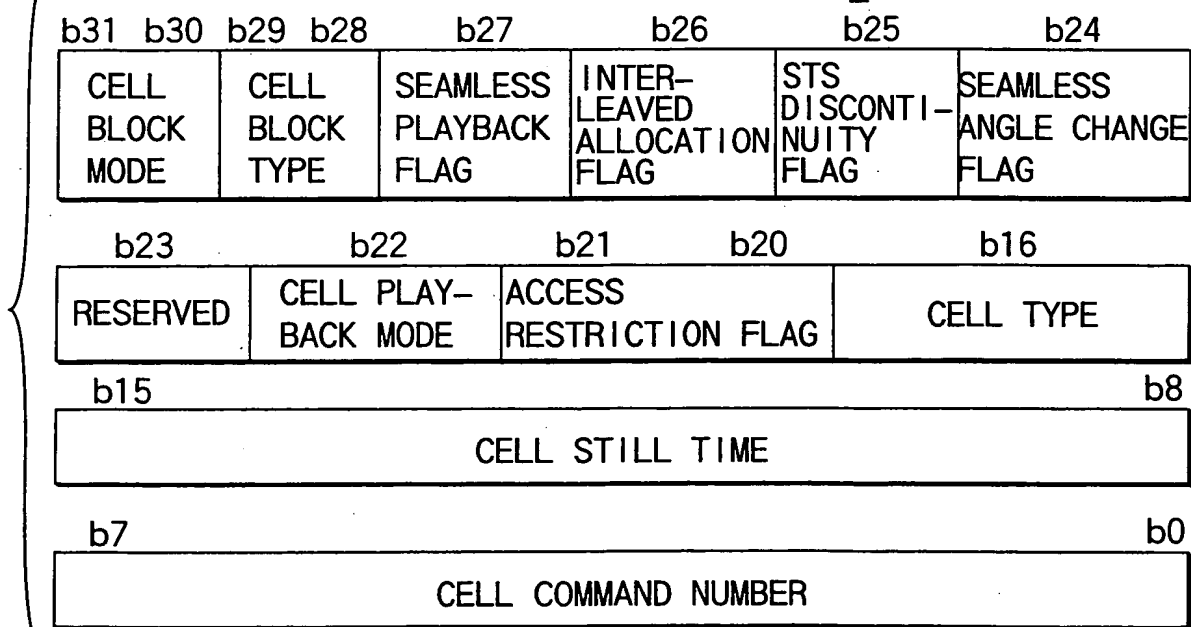 b31 b30 b29 b28 b27 b26 b25 b24
CELL BLOCK MODE
CELL BLOCK TYPE
SEAMLESS PLAYBACK FLAG
INTER-
LEAVED
ALLOCATION
FLAG
STS
DISCONTI-
NUITY
FLAG
SEAMLESS
ANGLE CHANGE
FLAG
b23 b22 b21 b20 b16
RESERVED
CELL PLAY-
BACK MODE
ACCESS
RESTRICTION FLAG
CELL TYPE
b15 b8
CELL STILL TIME
b7 b0
CELL COMMAND NUMBER